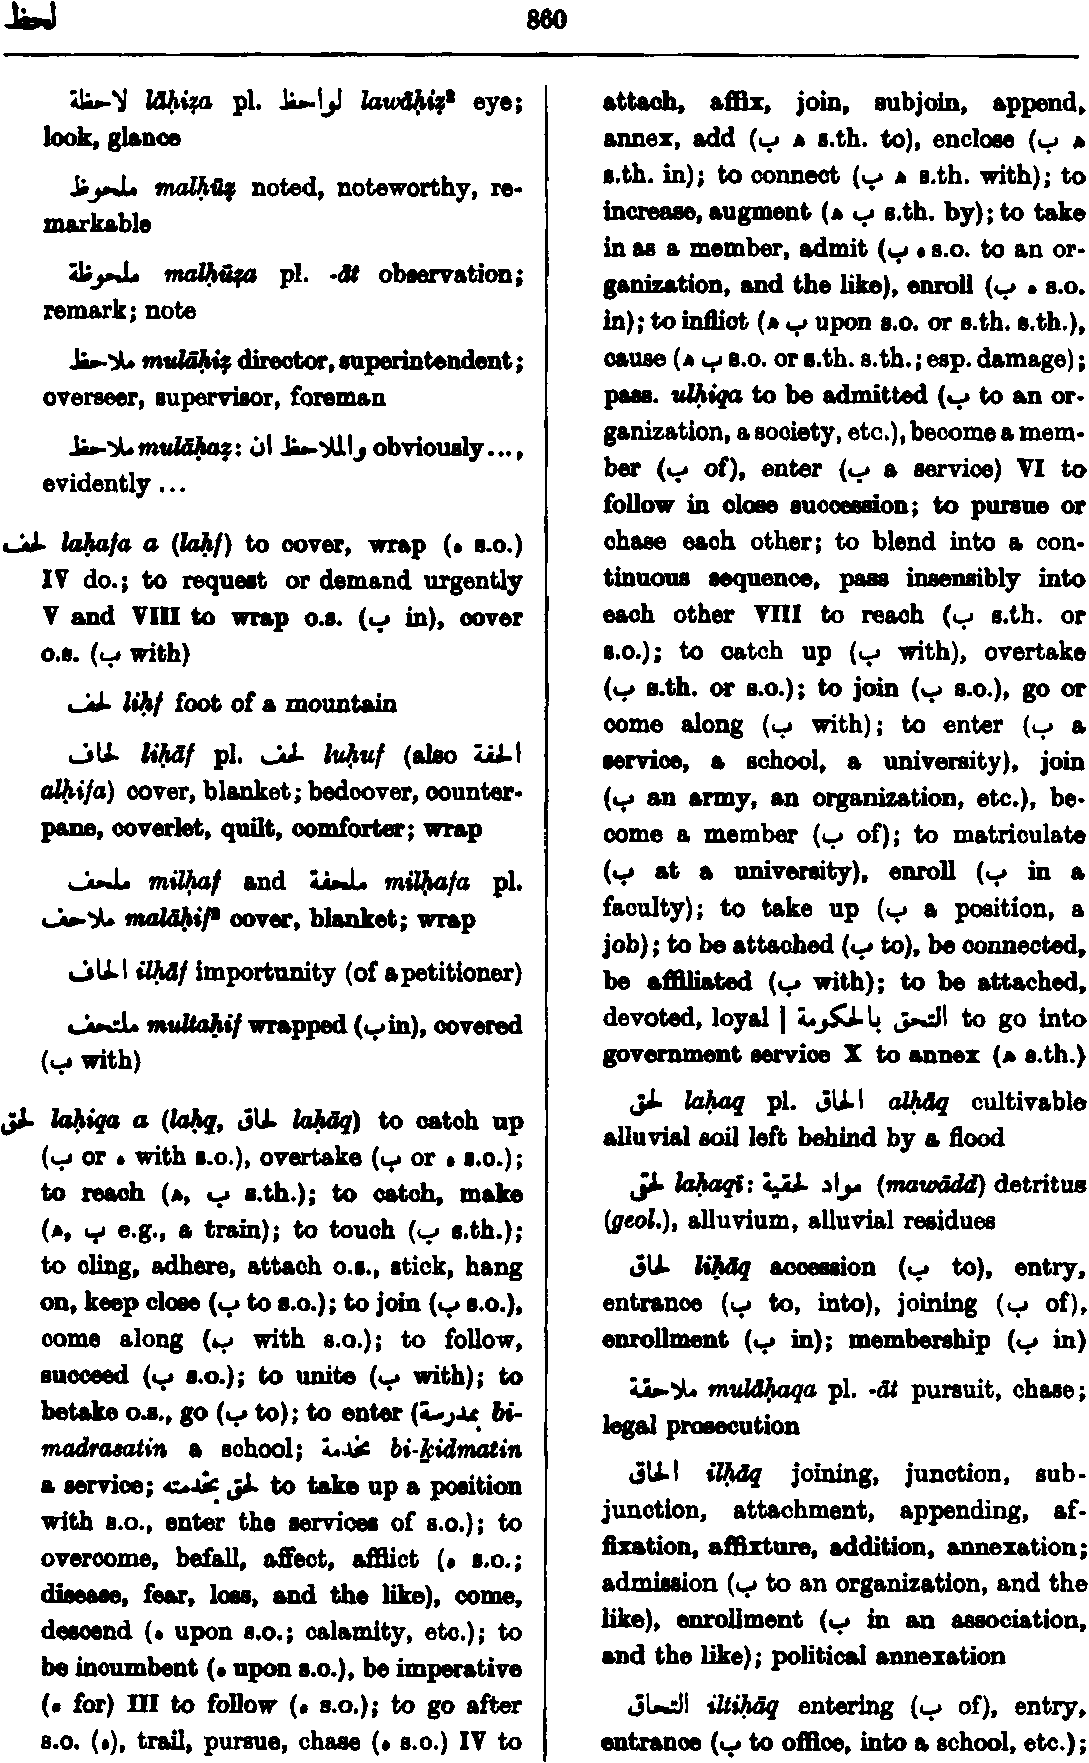 لحظ
860
لاحظة lāḥiẓa pl. لواحظ lawāḥiẓ² eye;
look, glance
ملحوظ malḥūẓ noted, noteworthy, re-
markable
ملحوظة malḥūẓa pl. -āt observation;
remark; note
ملاحظ mulāḥiẓ director, superintendent;
overseer, supervisor, foreman
ملاحظ mulāḥaẓ: والملاحظ ان obviously...,
evidently ...
لحف laḥafa a (laḥf) to cover, wrap (ه s.o.)
IV do.; to request or demand urgently
V and VIII to wrap o.s. (ب in), cover
o.s. (ب with)
لحف liḥf foot of a mountain
لحاف liḥāf pl. لحف luḥuf (also الحفة
alḥifa) cover, blanket; bedcover, counter-
pane, coverlet, quilt, comforter; wrap
ملحف milḥaf and ملحفة milḥafa pl.
ملاحف malāḥif² cover, blanket; wrap
الحاف ilḥāf importunity (of a petitioner)
ملتحف multaḥif wrapped (ب in), covered
(ب with)
لحق laḥiqa a (laḥq, لحاق laḥāq) to catch up
(ب or ه with s.o.), overtake (ب or ه s.o.);
to reach (ھ, ب s.th.); to catch, make
(ھ, ب e.g., a train); to touch (ب s.th.);
to cling, adhere, attach o.s., stick, hang
on, keep close (ب to s.o.); to join (ب s.o.),
come along (ب with s.o.); to follow,
succeed (ب s.o.); to unite (ب with); to
betake o.s., go (ب to); to enter (بمدرسة bi-
madrasatin a school; بخدمة bi-ḵidmatin
a service; لحق بخدمته to take up a position
with s.o., enter the services of s.o.); to
overcome, befall, affect, afflict (ه s.o.;
disease, fear, loss, and the like), come,
descend (ه upon s.o.; calamity, etc.); to
be incumbent (ه upon s.o.), be imperative
(ه for) III to follow (ه s.o.); to go after
s.o. (ه), trail, pursue, chase (ه s.o.) IV to
attach, affix, join, subjoin, append,
annex, add (ب ھ s.th. to), enclose (ب ھ
s.th. in); to connect (ب ھ s.th. with); to
increase, augment (ھ ب s.th. by); to take
in as a member, admit (ب ه s.o. to an or-
ganization, and the like), enroll (ب ه s.o.
in); to inflict (ھ ب upon s.o. or s.th. s.th.),
cause (ھ ب s.o. or s.th. s.th.; esp. damage);
pass. ulḥiqa to be admitted (ب to an or-
ganization, a society, etc.), become a mem-
ber (ب of), enter (ب a service) VI to
follow in close succession; to pursue or
chase each other; to blend into a con-
tinuous sequence, pass insensibly into
each other VIII to reach (ب s.th. or
s.o.); to catch up (ب with), overtake
(ب s.th. or s.o.); to join (ب s.o.), go or
come along (ب with); to enter (ب a
service, a school, a university), join
(ب an army, an organization, etc.), be-
come a member (ب of); to matriculate
(ب at a university), enroll (ب in a
faculty); to take up (ب a position, a
job); to be attached (ب to), be connected,
be affiliated (ب with); to be attached,
devoted, loyal | التحق بالحكومة to go into
government service X to annex (ھ s.th.)
لحق laḥaq pl. الحاق alḥāq cultivable
alluvial soil left behind by a flood
لحقى laḥaqī: مواد لحقية (mawādd) detritus
(geol.), alluvium, alluvial residues
لحاق liḥāq accession (ب to), entry,
entrance (ب to, into), joining (ب of),
enrollment (ب in); membership (ب in)
ملاحقة mulāḥaqa pl. -āt pursuit, chase;
legal prosecution
الحاق ilḥāq joining, junction, sub-
junction, attachment, appending, af-
fixation, affixture, addition, annexation;
admission (ب to an organization, and the
like), enrollment (ب in an association,
and the like); political annexation
التحاق iltiḥāq entering (ب of), entry,
entrance (ب to office, into a school, etc.);